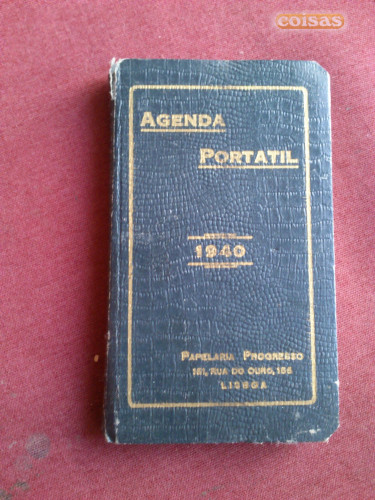 coisas
AGENDA
PORTATIL
1940
PAPELARIA PROGRESSO
151, RUA DO OURO, 155
LISBOA